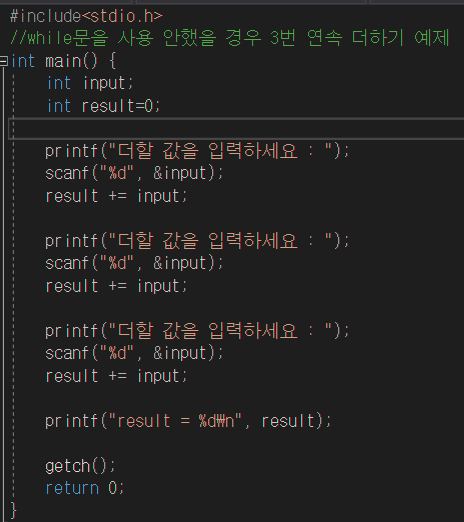 #include<stdio.h>
//while문을 사용 안했을 경우 3번 연속 더하기 예제
int main() {
int input;
int result=0;
printf("더할 값을 입력하세요 : ");
scanf("%d", &input);
result += input;
printf("더할 값을 입력하세요 : ");
scanf("%d", &input);
result += input;
printf("더할 값을 입력하세요 : ");
scanf("%d", &input);
result += input;
printf("result = %d₩n", result);
getch();
return 0;
}